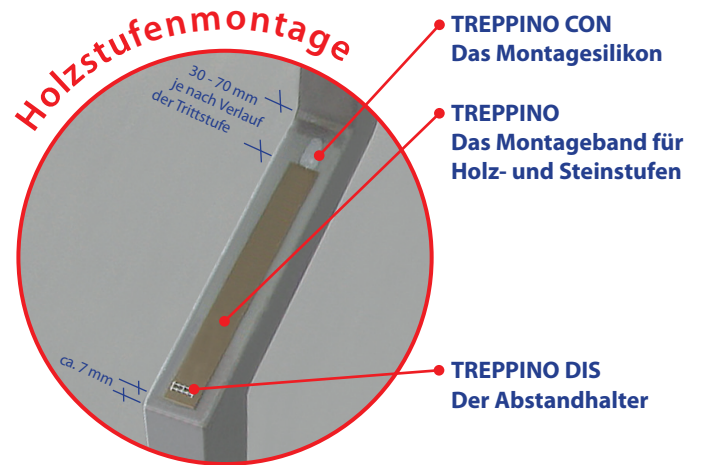 Holzstufenmontage
30 - 70 mm
je nach Verlauf
der Trittstufe
ca. 7 mm
TREPPINO CON
Das Montagesilikon
TREPPINO
Das Montageband für
Holz- und Steinstufen
TREPPINO DIS
Der Abstandhalter